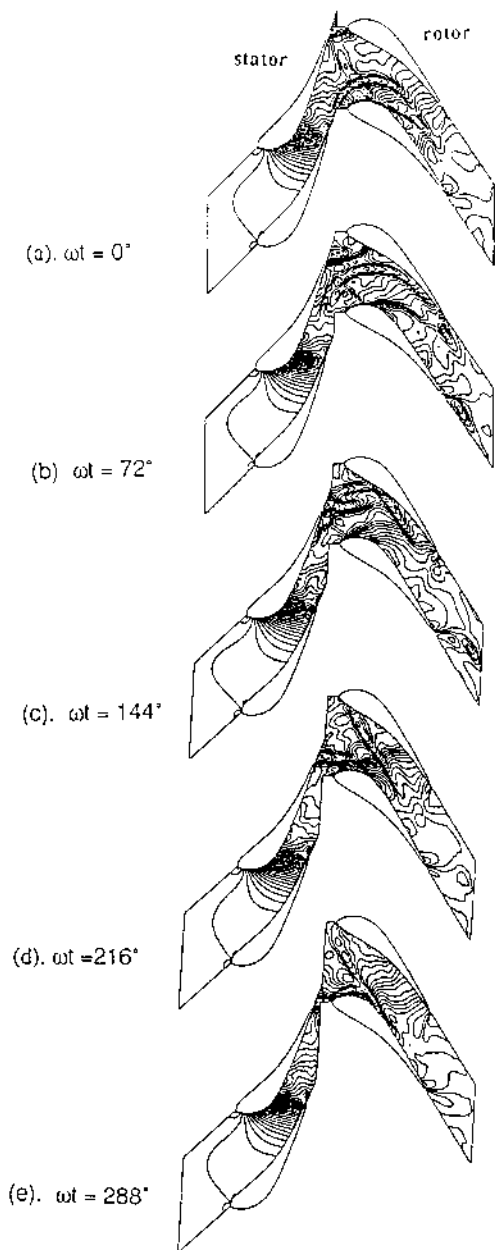 stator
rotor
(a). ωt = 0°
(b) ωt = 72°
(c). ωt = 144°
(d). ωt =216°
(e). ωt = 288°